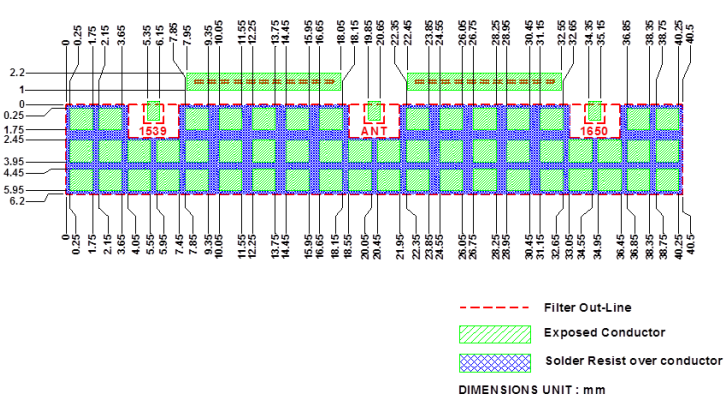 0 0.25 1.75 2.15 3.65 5.35 6.15 7.85 7.95 9.35 10.05 11.55 12.25 13.75 14.45 15.95 16.65 18.05 18.15 19.85 20.65 22.35 22.45 23.85 24.55 26.05 26.75 28.25 28.95 30.45 31.15 32.55 32.65 34.35 35.15 36.85 38.35 38.75 40.25 40.5
2.2
1
0
0.25
1.75
1539 ANT 1650
2.45
3.95
4.45
5.95
6.2
0 0.25 1.75 2.15 3.65 4.05 5.55 5.95 7.45 7.85 9.35 10.05 11.55 12.25 13.75 14.45 15.95 16.65 18.15 18.55 20.05 20.45 21.95 22.35 23.85 24.55 26.05 26.75 28.25 28.95 30.45 31.15 32.65 33.05 34.55 34.95 36.45 36.85 38.35 38.75 40.25 40.5
Filter Out-Line
Exposed Conductor
Solder Resist over conductor
DIMENSIONS UNIT : mm